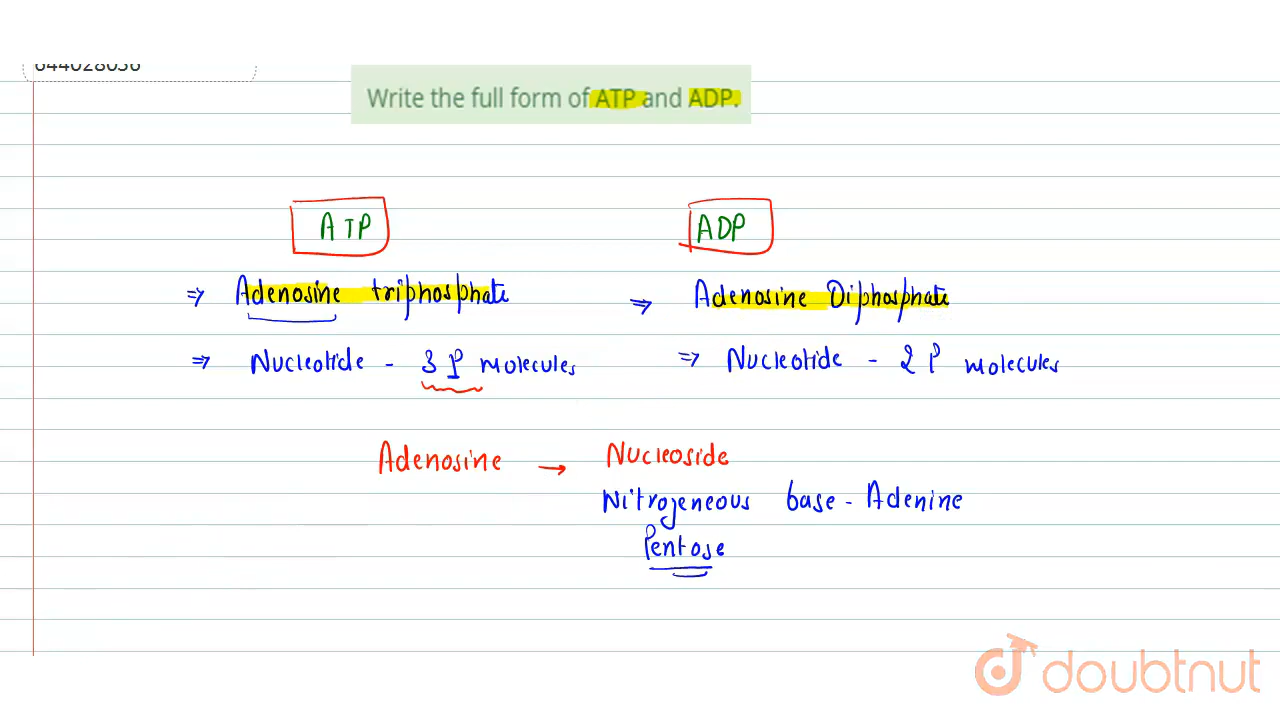 Write the full form of ATP and ADP.
ATP ADP
⇒ Adenosine triphosphate ⇒ Adenosine Diphosphate
⇒ Nucleotide - 3 P molecules ⇒ Nucleotide - 2 P molecules
Adenosine → Nucleoside
Nitrogeneous base - Adenine
Pentose
doubtnut